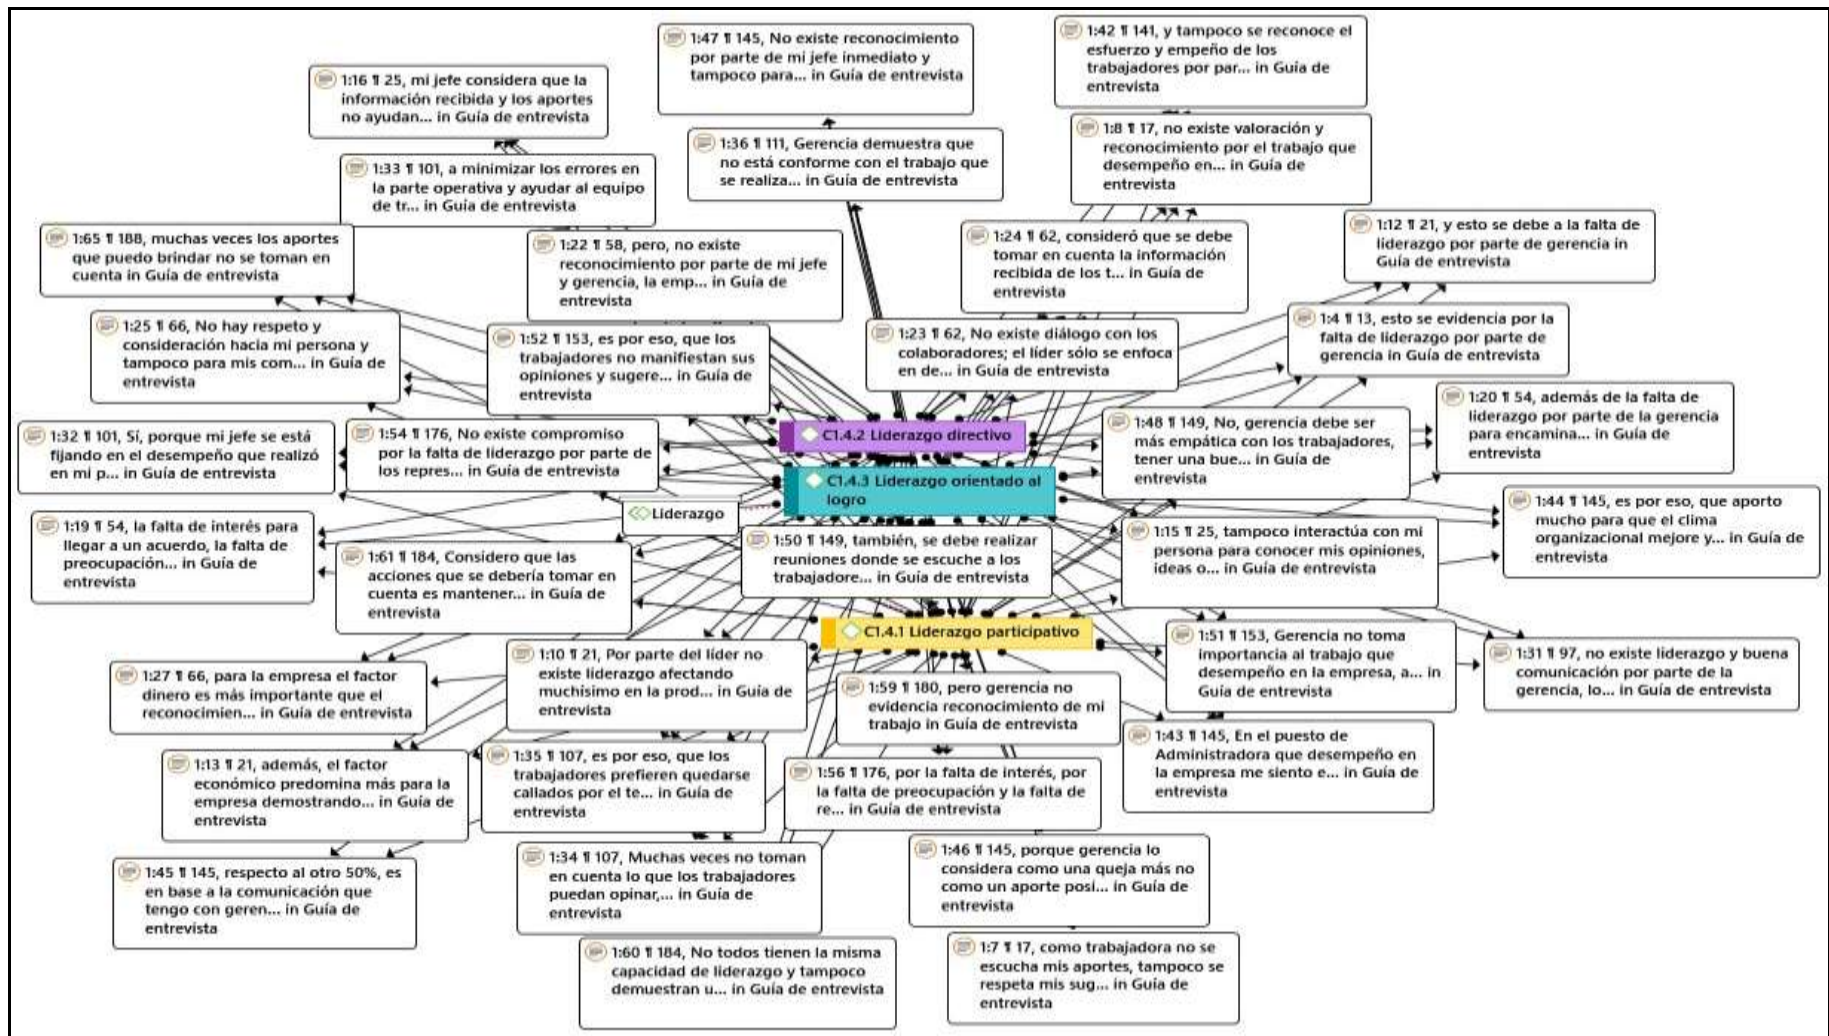 1:47 ¶ 145, No existe reconocimiento
por parte de mi jefe inmediato y
tampoco para... in Guía de entrevista
1:42 ¶ 141, y tampoco se reconoce el
esfuerzo y empeño de los
trabajadores por par... in Guía de
entrevista
1:16 ¶ 25, mi jefe considera que la
información recibida y los aportes
no ayudan... in Guía de entrevista
1:8 ¶ 17, no existe valoración y
reconocimiento por el trabajo que
desempeño en... in Guía de
entrevista
1:36 ¶ 111, Gerencia demuestra que
no está conforme con el trabajo que
se realiza... in Guía de entrevista
1:33 ¶ 101, a minimizar los errores en
la parte operativa y ayudar al equipo
de tr... in Guía de entrevista
1:65 ¶ 188, muchas veces los aportes
que puedo brindar no se toman en
cuenta in Guía de entrevista
1:22 ¶ 58, pero, no existe
reconocimiento por parte de mi jefe
y gerencia, la emp... in Guía de
entrevista
1:24 ¶ 62, consideró que se debe
tomar en cuenta la información
recibida de los t... in Guía de
entrevista
1:12 ¶ 21, y esto se debe a la falta de
liderazgo por parte de gerencia in
Guía de entrevista
1:25 ¶ 66, No hay respeto y
consideración hacia mi persona y
tampoco para mis com... in Guía de
entrevista
1:52 ¶ 153, es por eso, que los
trabajadores no manifiestan sus
opiniones y sugere... in Guía de
entrevista
1:23 ¶ 62, No existe diálogo con los
colaboradores; el líder sólo se enfoca
en de... in Guía de entrevista
1:4 ¶ 13, esto se evidencia por la
falta de liderazgo por parte de
gerencia in Guía de entrevista
1:20 ¶ 54, además de la falta de
liderazgo por parte de la gerencia
para encamina... in Guía de
entrevista
1:32 ¶ 101, Sí, porque mi jefe se está
fijando en el desempeño que realizó
en mi p... in Guía de entrevista
1:54 ¶ 176, No existe compromiso
por la falta de liderazgo por parte de
los repres... in Guía de entrevista
C1.4.2 Liderazgo directivo
1:48 ¶ 149, No, gerencia debe ser
más empática con los trabajadores,
tener una bue... in Guía de
entrevista
C1.4.3 Liderazgo orientado al
logro
Liderazgo
1:44 ¶ 145, es por eso, que aporto
mucho para que el clima
organizacional mejore y... in Guía de
entrevista
1:19 ¶ 54, la falta de interés para
llegar a un acuerdo, la falta de
preocupación... in Guía de
entrevista
1:61 ¶ 184, Considero que las
acciones que se debería tomar en
cuenta es mantener... in Guía de
entrevista
1:50 ¶ 149, también, se debe realizar
reuniones donde se escuche a los
trabajadore... in Guía de entrevista
1:15 ¶ 25, tampoco interactúa con mi
persona para conocer mis opiniones,
ideas o... in Guía de entrevista
C1.4.1 Liderazgo participativo
1:51 ¶ 153, Gerencia no toma
importancia al trabajo que
desempeño en la empresa, a... in
Guía de entrevista
1:31 ¶ 97, no existe liderazgo y buena
comunicación por parte de la
gerencia, lo... in Guía de entrevista
1:27 ¶ 66, para la empresa el factor
dinero es más importante que el
reconocimien... in Guía de entrevista
1:10 ¶ 21, Por parte del líder no
existe liderazgo afectando
muchísimo en la prod... in Guía de
entrevista
1:59 ¶ 180, pero gerencia no
evidencia reconocimiento de mi
trabajo in Guía de entrevista
1:43 ¶ 145, En el puesto de
Administradora que desempeño en
la empresa me siento e... in Guía de
entrevista
1:13 ¶ 21, además, el factor
económico predomina más para la
empresa demostrando... in Guía de
entrevista
1:35 ¶ 107, es por eso, que los
trabajadores prefieren quedarse
callados por el te... in Guía de
entrevista
1:56 ¶ 176, por la falta de interés, por
la falta de preocupación y la falta de
re... in Guía de entrevista
1:45 ¶ 145, respecto al otro 50%, es
en base a la comunicación que
tengo con geren... in Guía de
entrevista
1:34 ¶ 107, Muchas veces no toman
en cuenta lo que los trabajadores
puedan opinar,... in Guía de
entrevista
1:46 ¶ 145, porque gerencia lo
considera como una queja más no
como un aporte posi... in Guía de
entrevista
1:60 ¶ 184, No todos tienen la misma
capacidad de liderazgo y tampoco
demuestran u... in Guía de entrevista
1:7 ¶ 17, como trabajadora no se
escucha mis aportes, tampoco se
respeta mis sug... in Guía de
entrevista